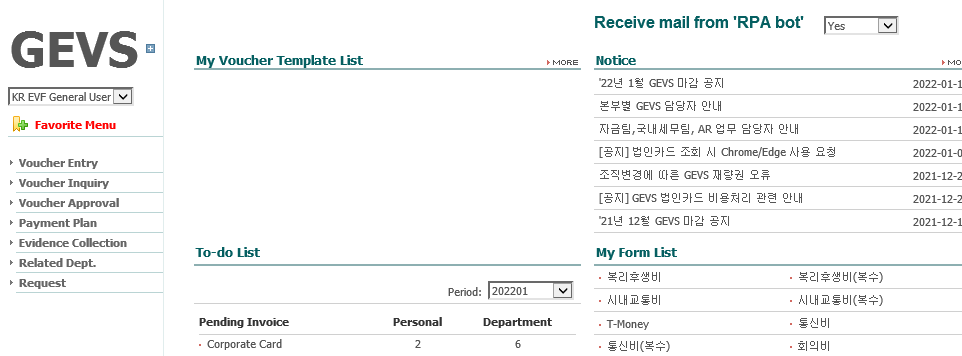 Receive mail from 'RPA bot' Yes
GEVS
KR EVF General User
Favorite Menu
Voucher Entry
Voucher Inquiry
Voucher Approval
Payment Plan
Evidence Collection
Related Dept.
Request
My Voucher Template List MORE
Notice MO
'22년 1월 GEVS 마감 공지 2022-01-1
본부별 GEVS 담당자 안내 2022-01-1
자금팀,국내세무팀, AR 업무 담당자 안내 2022-01-1
[공지] 법인카드 조회 시 Chrome/Edge 사용 요청 2022-01-0
조직변경에 따른 GEVS 재량권 오류 2021-12-2
[공지] GEVS 법인카드 비용처리 관련 안내 2021-12-2
'21년 12월 GEVS 마감 공지 2021-12-1
To-do List
Period: 202201
Pending Invoice Personal Department
Corporate Card 2 6
My Form List
복리후생비 복리후생비(복수)
시내교통비 시내교통비(복수)
T-Money 통신비
통신비(복수) 회의비